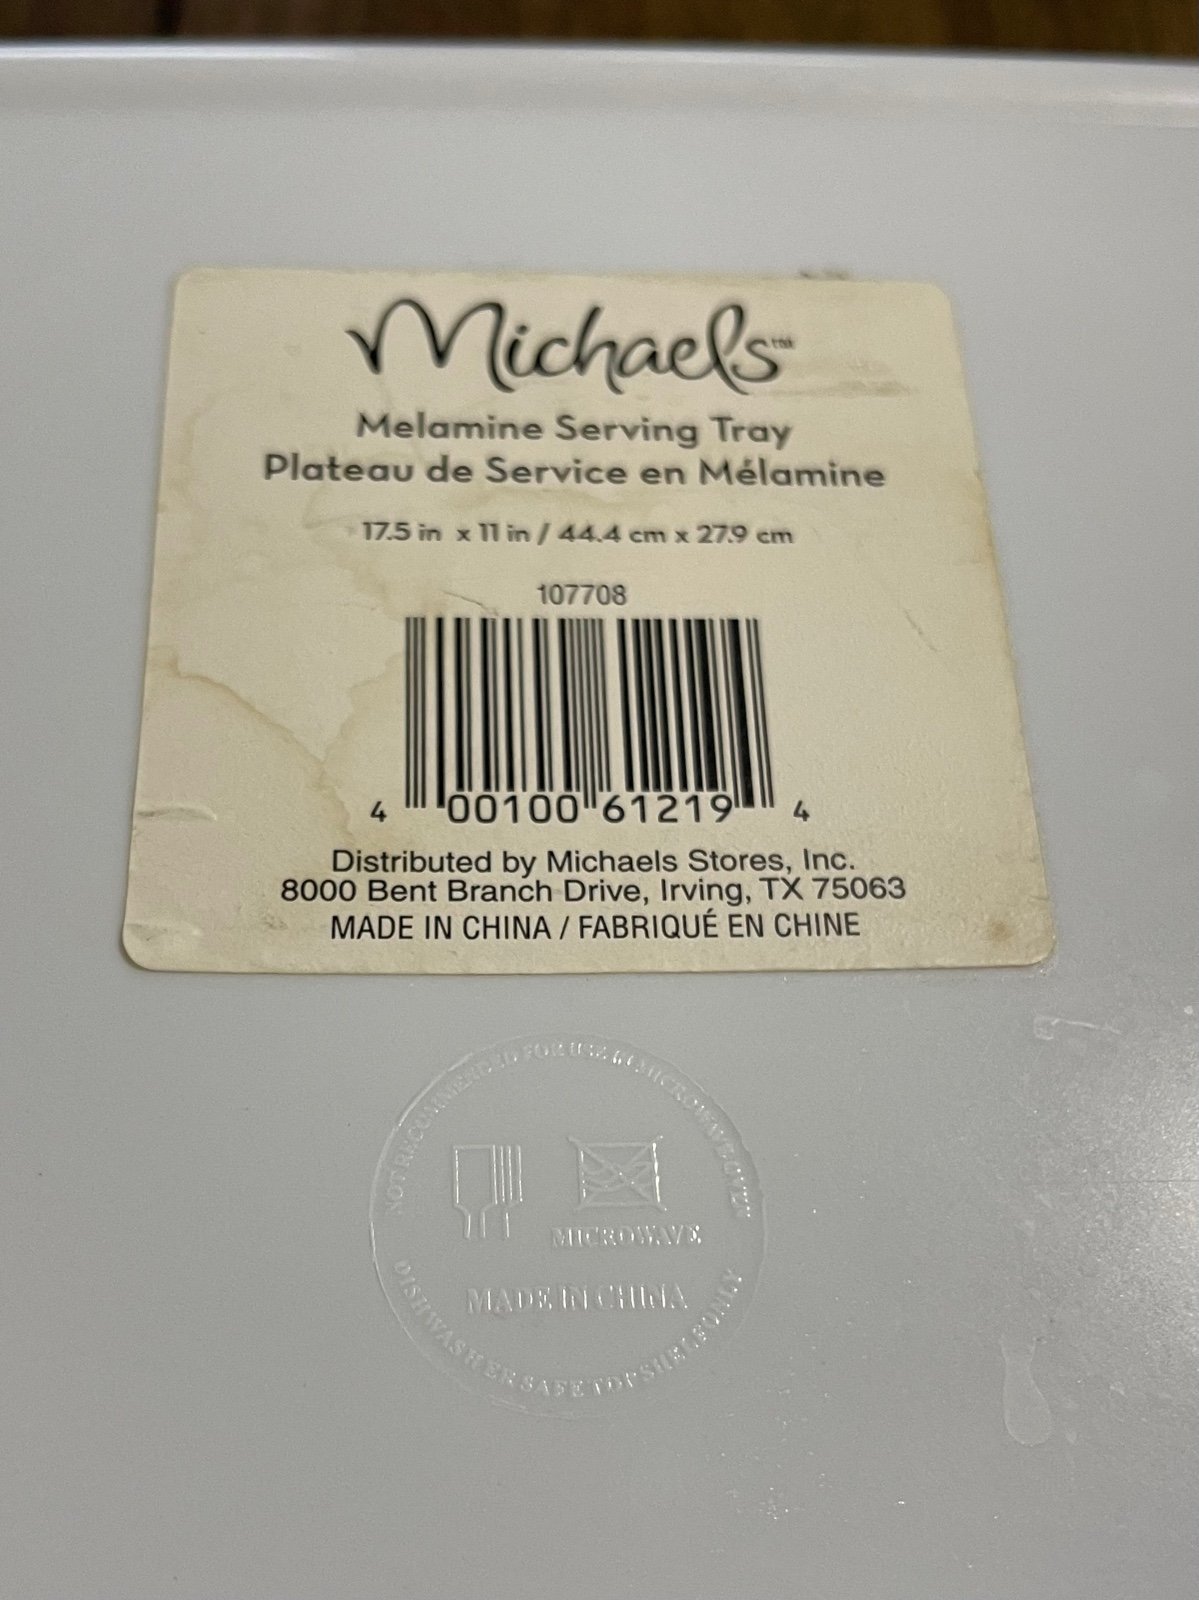 Michaels™
Melamine Serving Tray
Plateau de Service en Mélamine
17.5 in x 11 in / 44.4 cm x 27.9 cm
107708
4 00100 61219 4
Distributed by Michaels Stores, Inc.
8000 Bent Branch Drive, Irving, TX 75063
MADE IN CHINA / FABRIQUÉ EN CHINE
NOT RECOMMENDED FOR USE IN MICROWAVE OVEN
MICROWAVE
MADE IN CHINA
DISHWASHER SAFE TOP SHELF ONLY